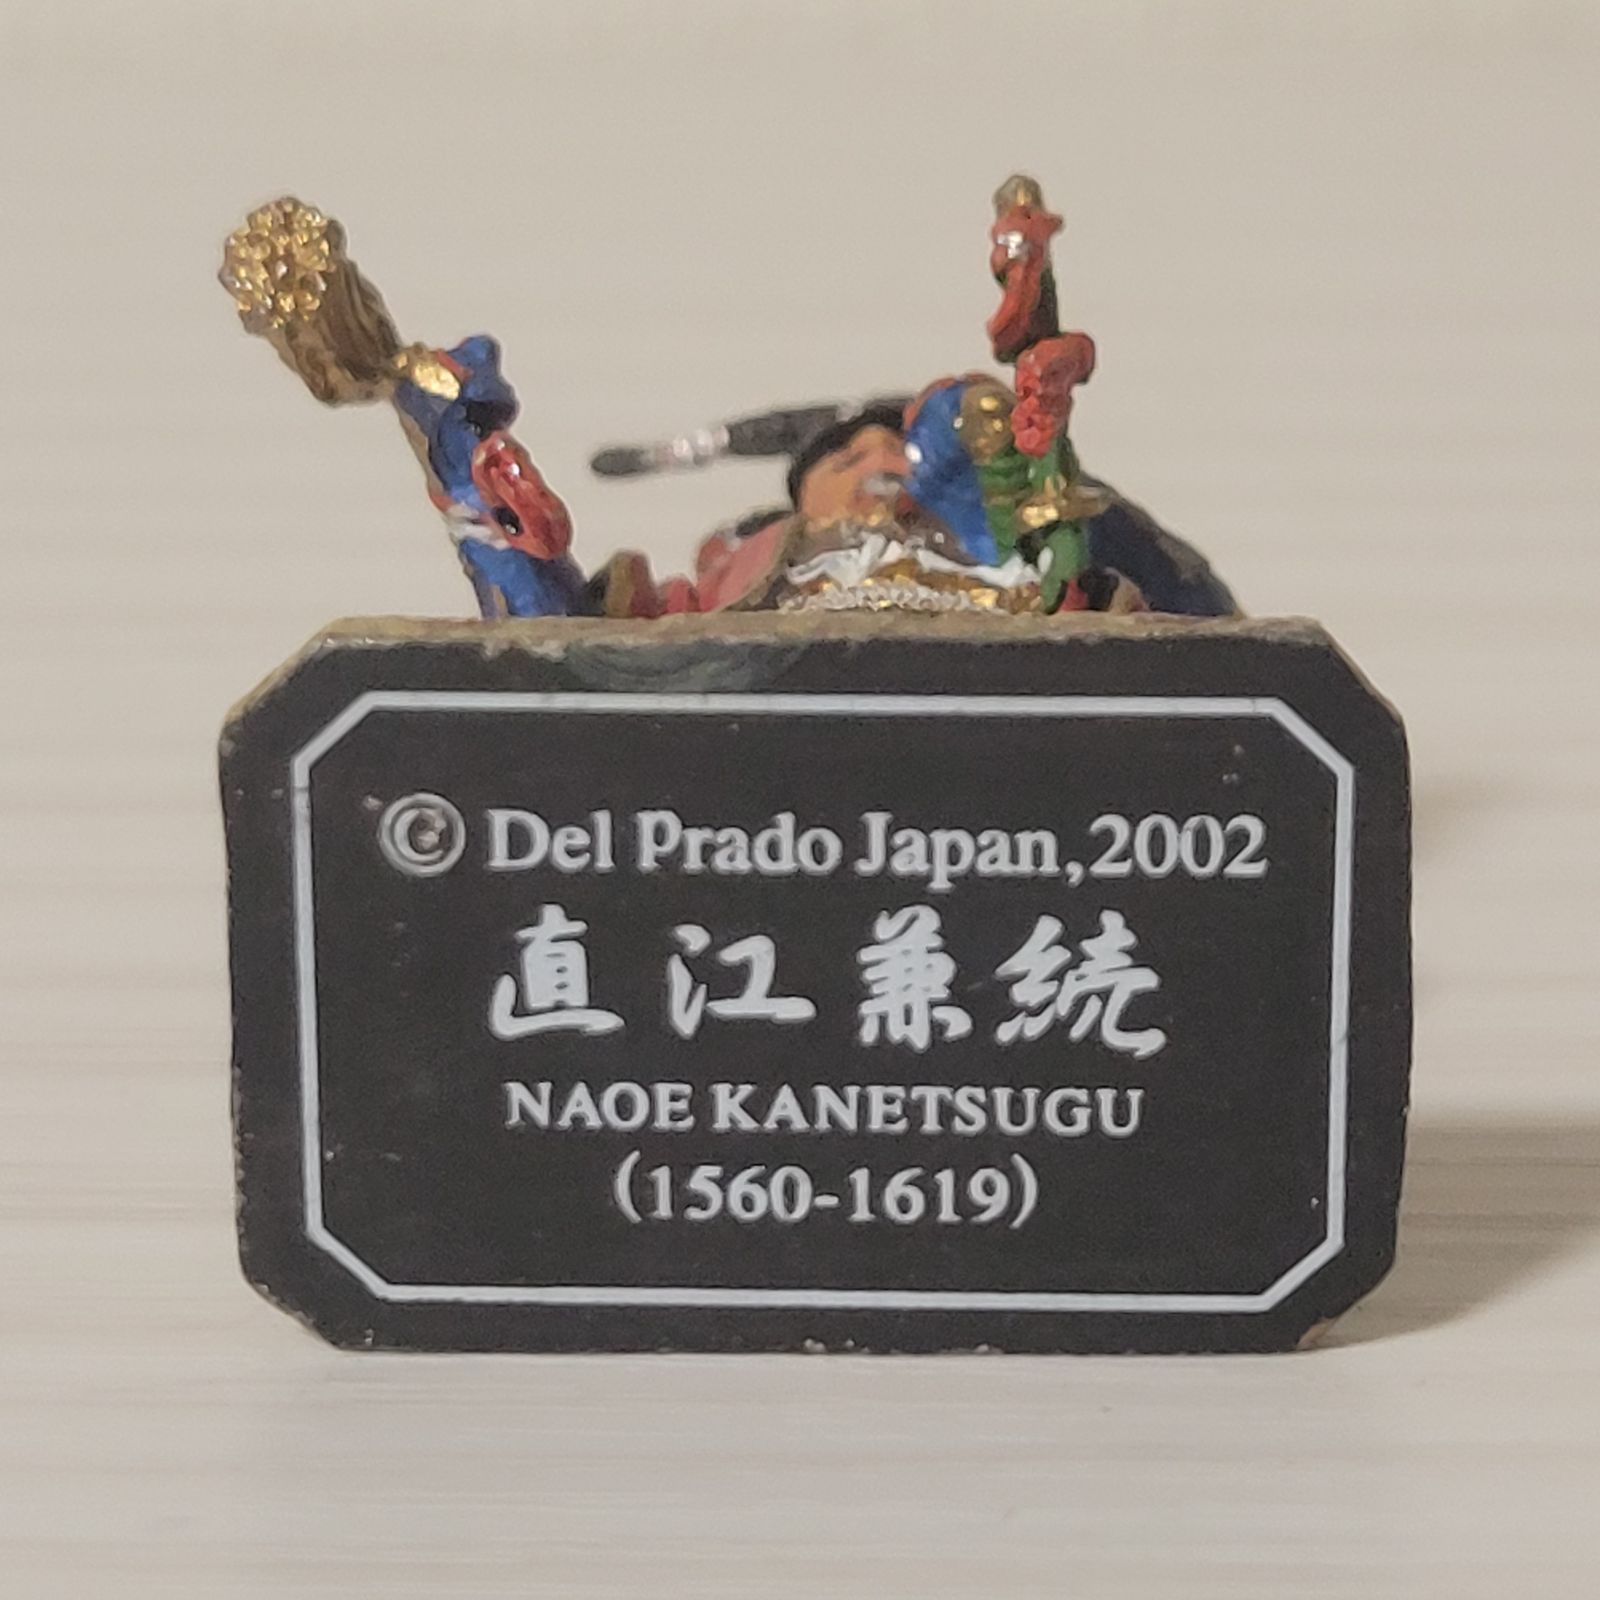 © Del Prado Japan,2002
直江兼続
NAOE KANETSUGU
(1560-1619)